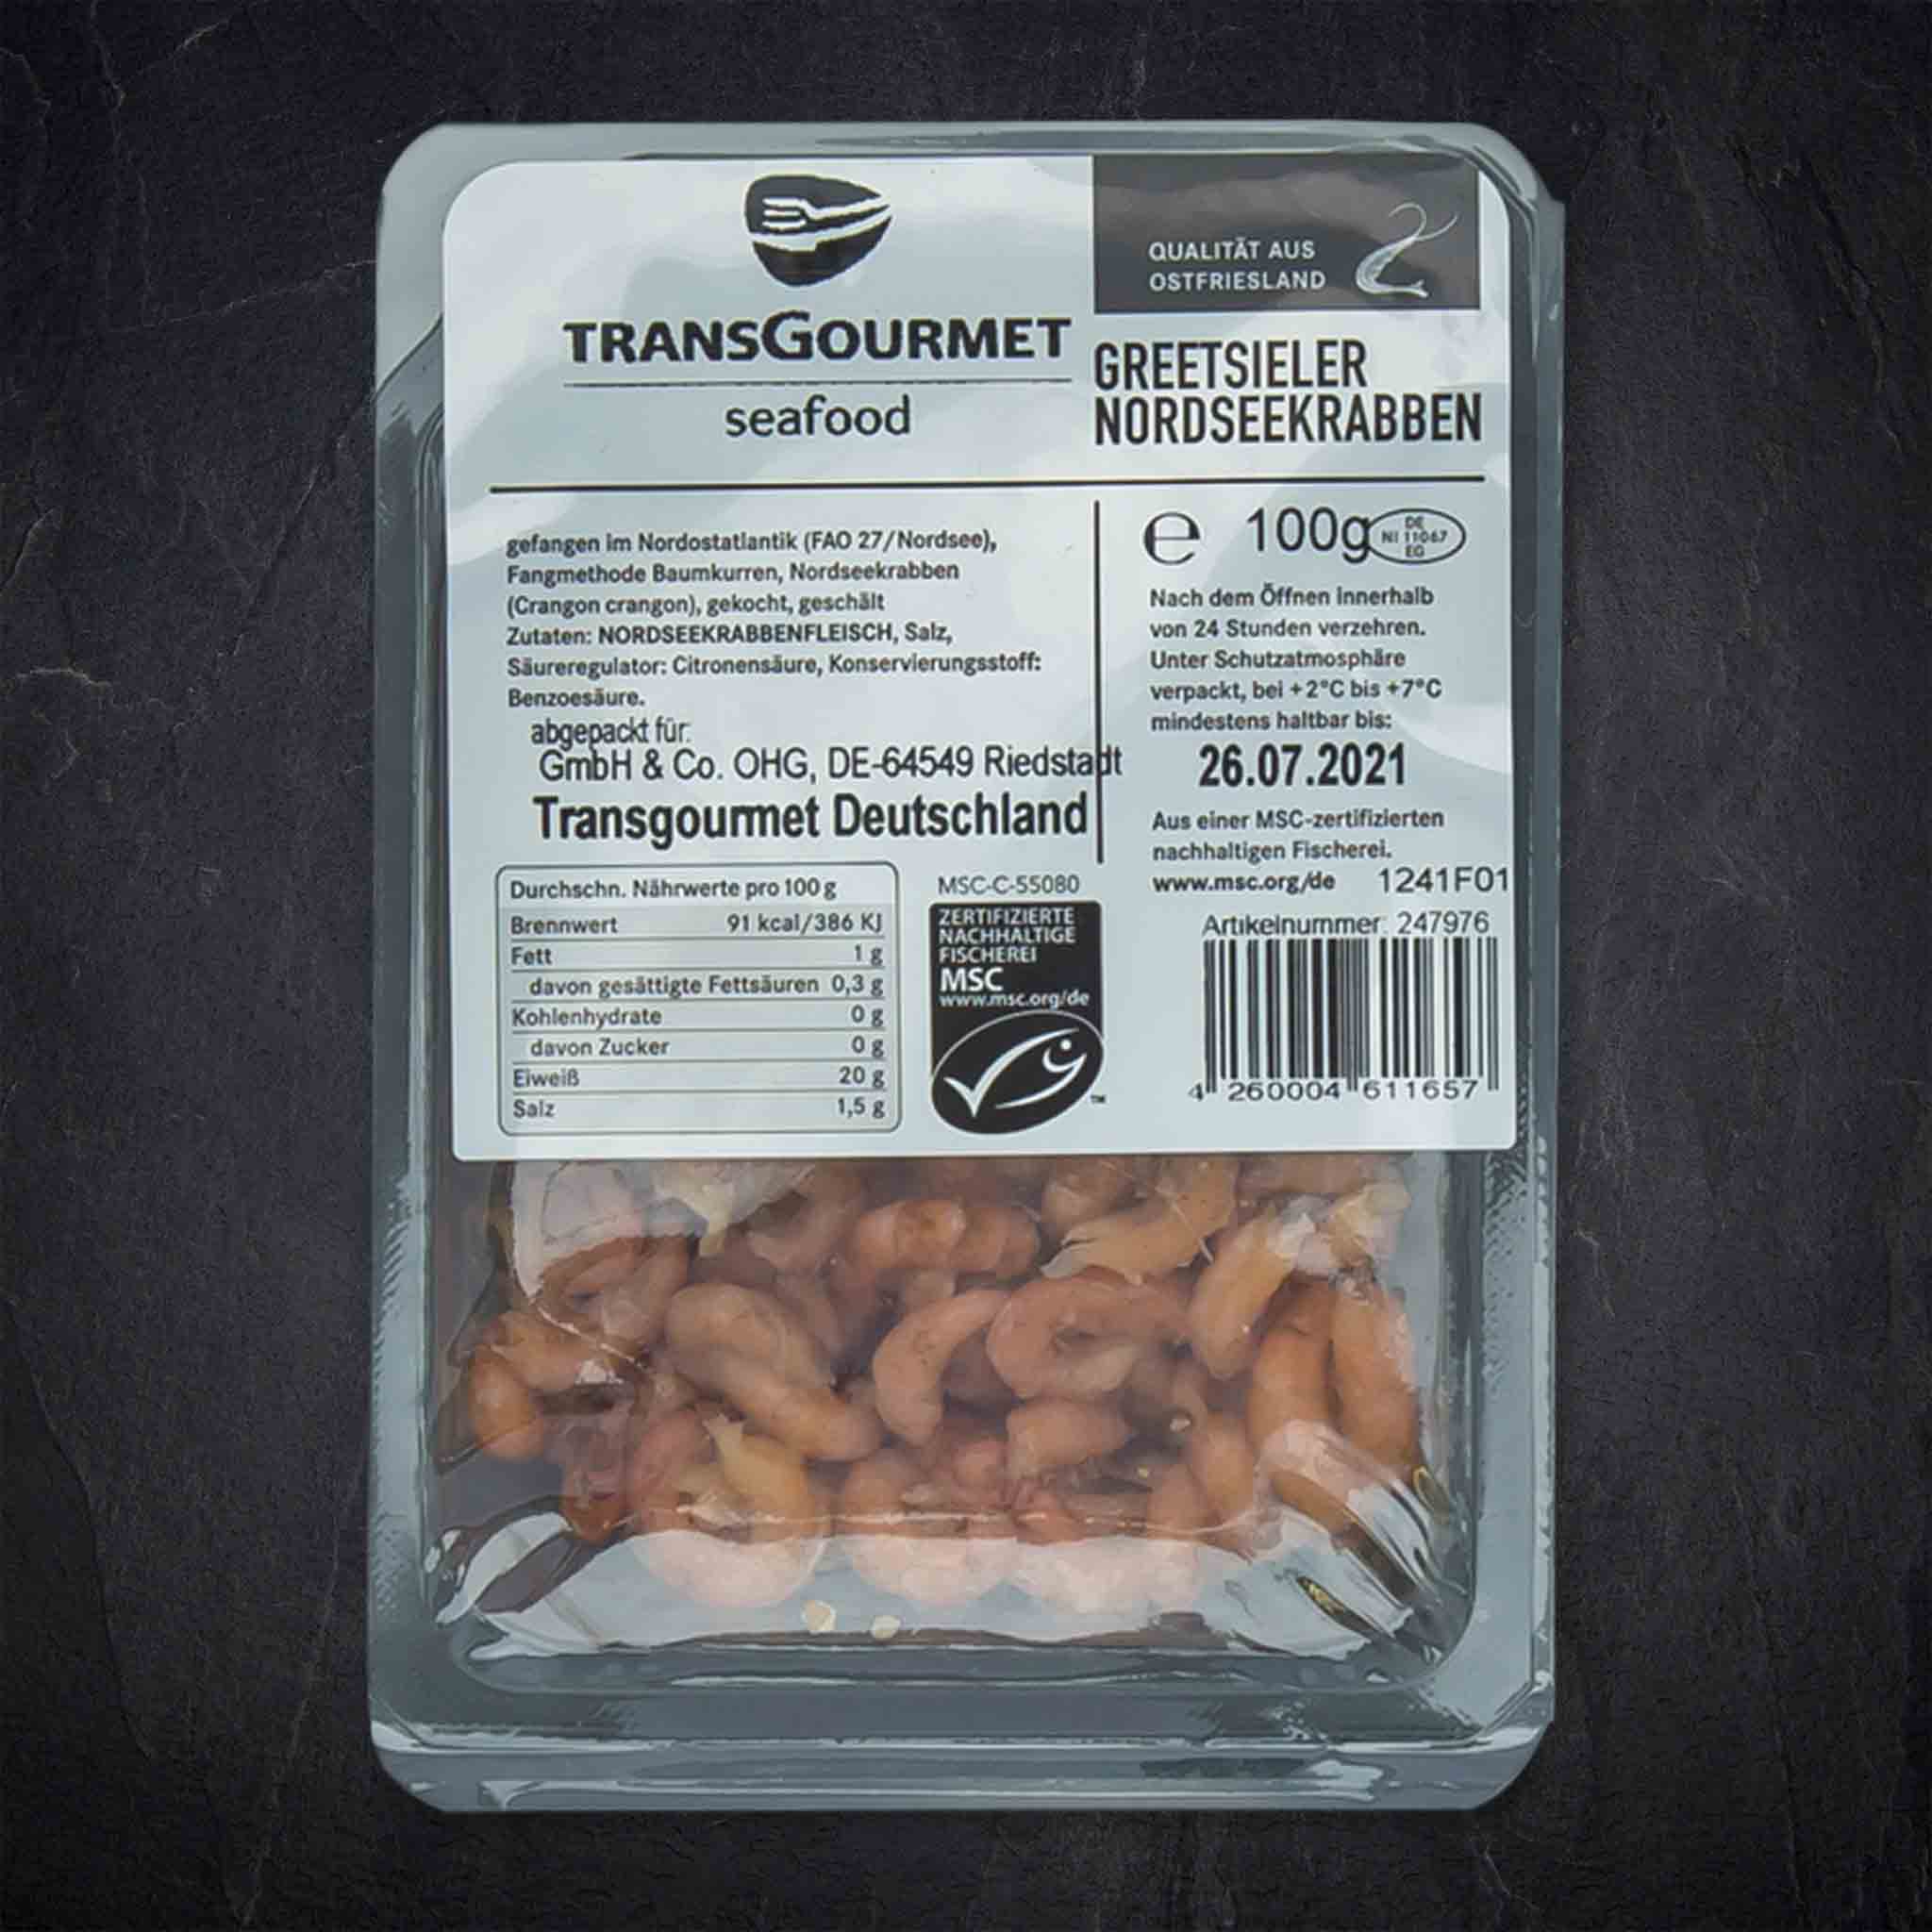 TRANSGOURMET
seafood
QUALITÄT AUS
OSTFRIESLAND
GREETSIELER
NORDSEEKRABBEN
gefangen im Nordostatlantik (FAO 27/Nordsee),
Fangmethode Baumkurren, Nordseekrabben
(Crangon crangon), gekocht, geschält
Zutaten: NORDSEEKRABBENFLEISCH, Salz,
Säureregulator: Citronensäure, Konservierungsstoff:
Benzoesäure.
abgepackt für:
GmbH & Co. OHG, DE-64549 Riedstadt
Transgourmet Deutschland
e 100g
DE
NI 11067
EG
Nach dem Öffnen innerhalb
von 24 Stunden verzehren.
Unter Schutzatmosphäre
verpackt, bei +2°C bis +7°C
mindestens haltbar bis:
26.07.2021
Aus einer MSC-zertifizierten
nachhaltigen Fischerei.
www.msc.org/de 1241F01
Durchschn. Nährwerte pro 100 g
Brennwert 91 kcal/386 KJ
Fett 1 g
davon gesättigte Fettsäuren 0,3 g
Kohlenhydrate 0 g
davon Zucker 0 g
Eiweiß 20 g
Salz 1,5 g
MSC-C-55080
ZERTIFIZIERTE
NACHHALTIGE
FISCHEREI
MSC
www.msc.org/de
TM
Artikelnummer: 247976
4 260004 611657